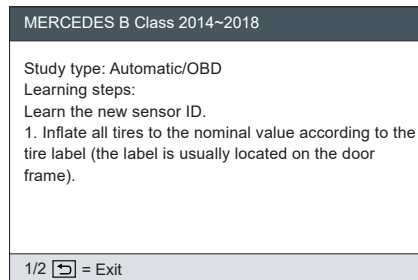 MERCEDES B Class 2014~2018
Study type: Automatic/OBD
Learning steps:
Learn the new sensor ID.
1. Inflate all tires to the nominal value according to the
tire label (the label is usually located on the door
frame).
1/2 = Exit